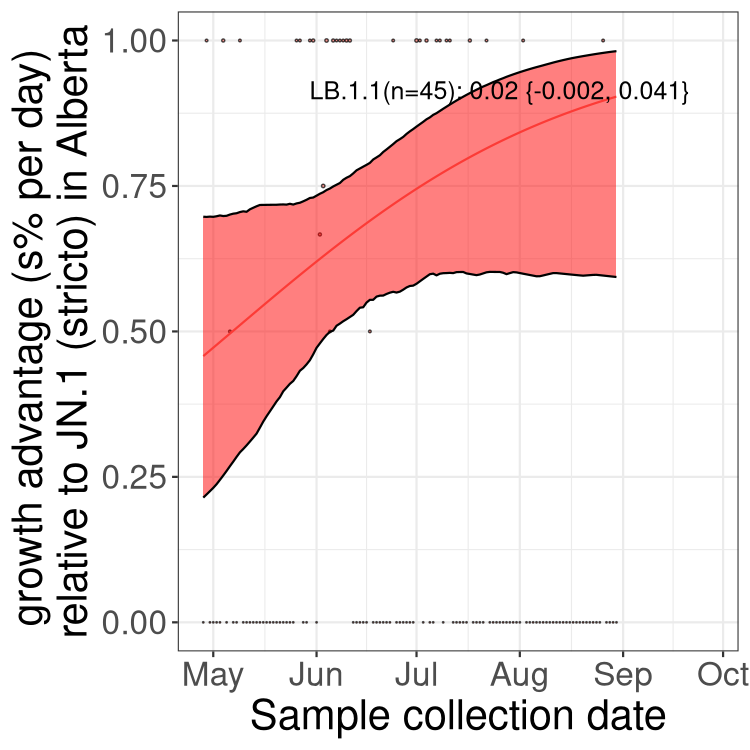 growth advantage (s% per day)
relative to JN.1 (stricto) in Alberta
1.00
0.75
0.50
0.25
0.00
LB.1.1(n=45): 0.02 {-0.002, 0.041}
May Jun Jul Aug Sep Oct
Sample collection date